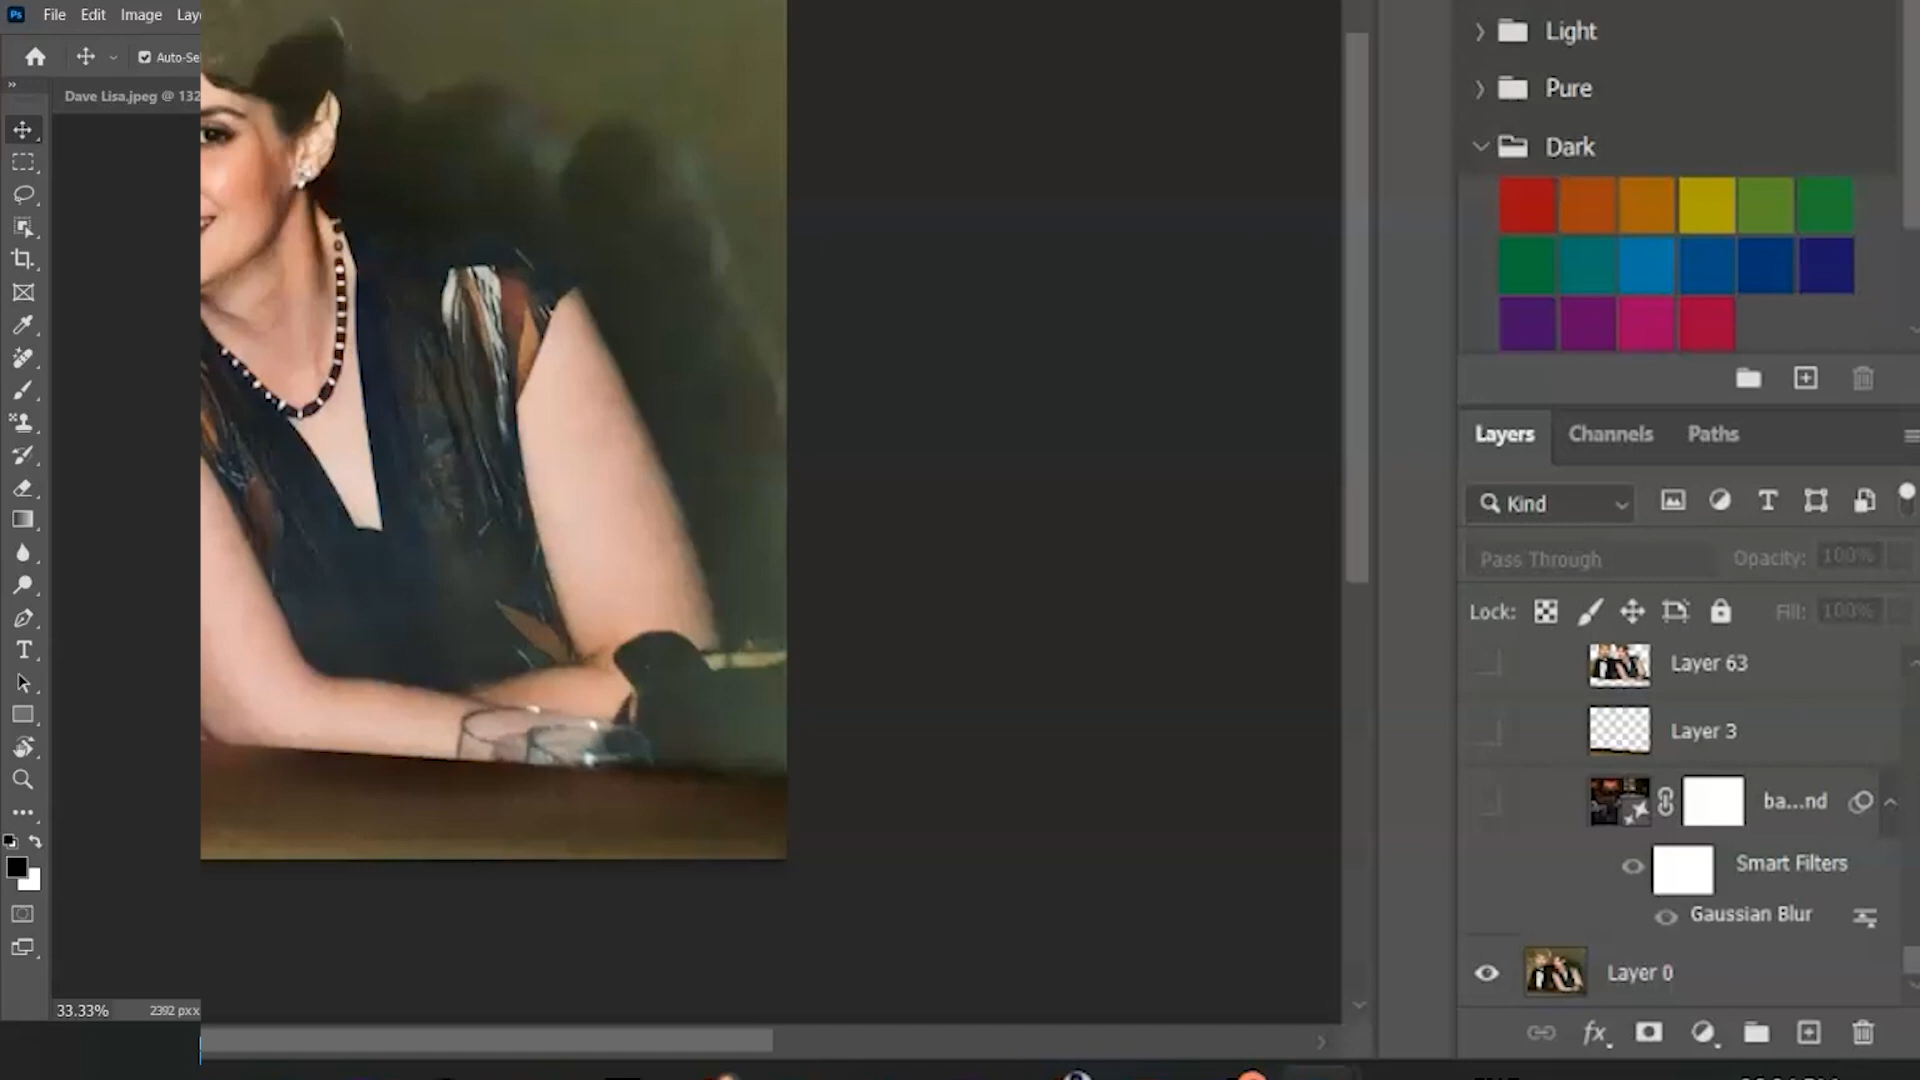 Ps File Edit Image
Auto-Se
Dave Lisa.jpeg @ 132
Light
Pure
Dark
Layers Channels Paths
Kind
Pass Through Opacity: 100%
Lock: Fill: 100%
Layer 63
Layer 3
ba...nd
Smart Filters
Gaussian Blur
Layer 0
33.33% 2392 pxx